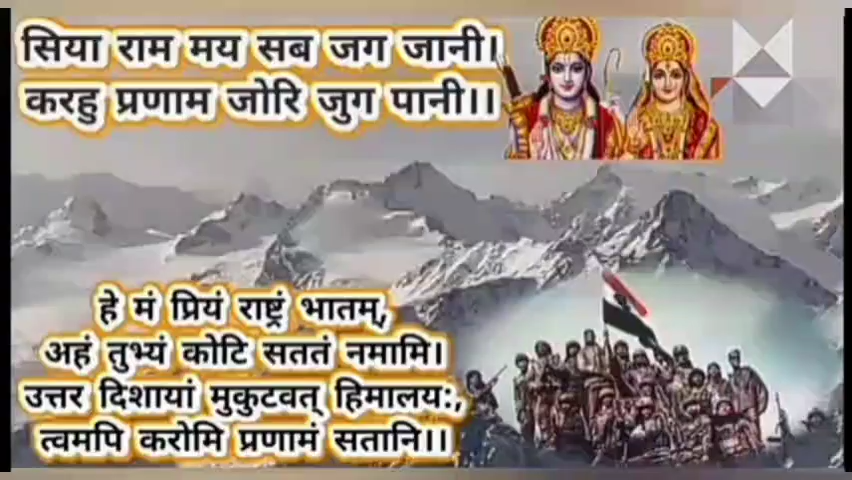 सिया राम मय सब जग जानी।
करहु प्रणाम जोरि जुग पानी।।
हे मं प्रियं राष्ट्रं भातम्,
अहं तुभ्यं कोटि सततं नमामि।
उत्तर दिशायां मुकुटवत् हिमालयः,
त्वमपि करोमि प्रणामं सतानि।।